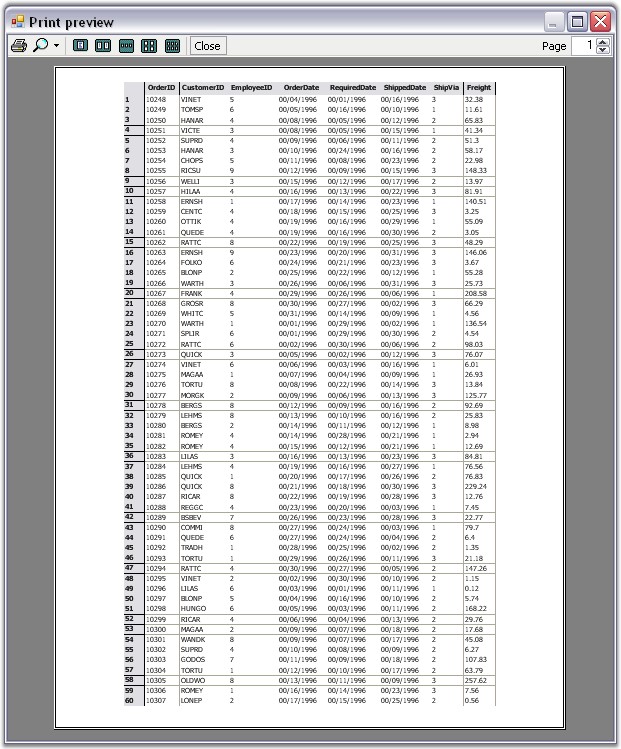 Print preview
Close
Page 1
OrderID CustomerID EmployeeID OrderDate RequiredDate ShippedDate ShipVia Freight
1 10248 VINET 5 00/04/1996 00/01/1996 00/16/1996 3 32.38
2 10249 TOMSP 6 00/05/1996 00/16/1996 00/10/1996 1 11.61
3 10250 HANAR 4 00/08/1996 00/05/1996 00/12/1996 2 65.83
4 10251 VICTE 3 00/08/1996 00/05/1996 00/15/1996 1 41.34
5 10252 SUPRD 4 00/09/1996 00/06/1996 00/11/1996 2 51.3
6 10253 HANAR 3 00/10/1996 00/24/1996 00/16/1996 2 58.17
7 10254 CHOPS 5 00/11/1996 00/08/1996 00/23/1996 2 22.98
8 10255 RICSU 9 00/12/1996 00/09/1996 00/15/1996 3 148.33
9 10256 WELLI 3 00/15/1996 00/12/1996 00/17/1996 2 13.97
10 10257 HILAA 4 00/16/1996 00/13/1996 00/22/1996 3 81.91
11 10258 ERNSH 1 00/17/1996 00/14/1996 00/23/1996 1 140.51
12 10259 CENTC 4 00/18/1996 00/15/1996 00/25/1996 3 3.25
13 10260 OTTIK 4 00/19/1996 00/16/1996 00/29/1996 1 55.09
14 10261 QUEDE 4 00/19/1996 00/16/1996 00/30/1996 2 3.05
15 10262 RATTC 8 00/22/1996 00/19/1996 00/25/1996 3 48.29
16 10263 ERNSH 9 00/23/1996 00/20/1996 00/31/1996 3 146.06
17 10264 FOLKO 6 00/24/1996 00/21/1996 00/23/1996 3 3.67
18 10265 BLONP 2 00/25/1996 00/22/1996 00/12/1996 1 55.28
19 10266 WARTH 3 00/26/1996 00/06/1996 00/31/1996 3 25.73
20 10267 FRANK 4 00/29/1996 00/26/1996 00/06/1996 1 208.58
21 10268 GROSR 8 00/30/1996 00/27/1996 00/02/1996 3 66.29
22 10269 WHITC 5 00/31/1996 00/14/1996 00/09/1996 1 4.56
23 10270 WARTH 1 00/01/1996 00/29/1996 00/02/1996 1 136.54
24 10271 SPLIR 6 00/01/1996 00/29/1996 00/30/1996 2 4.54
25 10272 RATTC 6 00/02/1996 00/30/1996 00/06/1996 2 98.03
26 10273 QUICK 3 00/05/1996 00/02/1996 00/12/1996 3 76.07
27 10274 VINET 6 00/06/1996 00/03/1996 00/16/1996 1 6.01
28 10275 MAGAA 1 00/07/1996 00/04/1996 00/09/1996 1 26.93
29 10276 TORTU 8 00/08/1996 00/22/1996 00/14/1996 3 13.84
30 10277 MORGK 2 00/09/1996 00/06/1996 00/13/1996 3 125.77
31 10278 BERGS 8 00/12/1996 00/09/1996 00/16/1996 2 92.69
32 10279 LEHMS 8 00/13/1996 00/10/1996 00/16/1996 2 25.83
33 10280 BERGS 2 00/14/1996 00/11/1996 00/12/1996 1 8.98
34 10281 ROMEY 4 00/14/1996 00/28/1996 00/21/1996 1 2.94
35 10282 ROMEY 4 00/15/1996 00/12/1996 00/21/1996 1 12.69
36 10283 LILAS 3 00/16/1996 00/13/1996 00/23/1996 3 84.81
37 10284 LEHMS 4 00/19/1996 00/16/1996 00/27/1996 1 76.56
38 10285 QUICK 1 00/20/1996 00/17/1996 00/26/1996 2 76.83
39 10286 QUICK 8 00/21/1996 00/18/1996 00/30/1996 3 229.24
40 10287 RICAR 8 00/22/1996 00/19/1996 00/28/1996 3 12.76
41 10288 REGGC 4 00/23/1996 00/20/1996 00/03/1996 1 7.45
42 10289 BSBEV 7 00/26/1996 00/23/1996 00/28/1996 3 22.77
43 10290 COMMI 8 00/27/1996 00/24/1996 00/03/1996 1 79.7
44 10291 QUEDE 6 00/27/1996 00/24/1996 00/04/1996 2 6.4
45 10292 TRADH 1 00/28/1996 00/25/1996 00/02/1996 2 1.35
46 10293 TORTU 1 00/29/1996 00/26/1996 00/11/1996 3 21.18
47 10294 RATTC 4 00/30/1996 00/27/1996 00/05/1996 2 147.26
48 10295 VINET 2 00/02/1996 00/30/1996 00/10/1996 2 1.15
49 10296 LILAS 6 00/03/1996 00/01/1996 00/11/1996 1 0.12
50 10297 BLONP 5 00/04/1996 00/16/1996 00/10/1996 2 5.74
51 10298 HUNGO 6 00/05/1996 00/03/1996 00/11/1996 2 168.22
52 10299 RICAR 4 00/06/1996 00/04/1996 00/13/1996 2 29.76
53 10300 MAGAA 2 00/09/1996 00/07/1996 00/18/1996 2 17.68
54 10301 WANDK 8 00/09/1996 00/07/1996 00/17/1996 2 45.08
55 10302 SUPRD 4 00/10/1996 00/08/1996 00/09/1996 2 6.27
56 10303 GODOS 7 00/11/1996 00/09/1996 00/18/1996 2 107.83
57 10304 TORTU 1 00/12/1996 00/10/1996 00/17/1996 2 63.79
58 10305 OLDWO 8 00/13/1996 00/11/1996 00/09/1996 3 257.62
59 10306 ROMEY 1 00/16/1996 00/14/1996 00/23/1996 3 7.56
60 10307 LONEP 2 00/17/1996 00/15/1996 00/25/1996 2 0.56